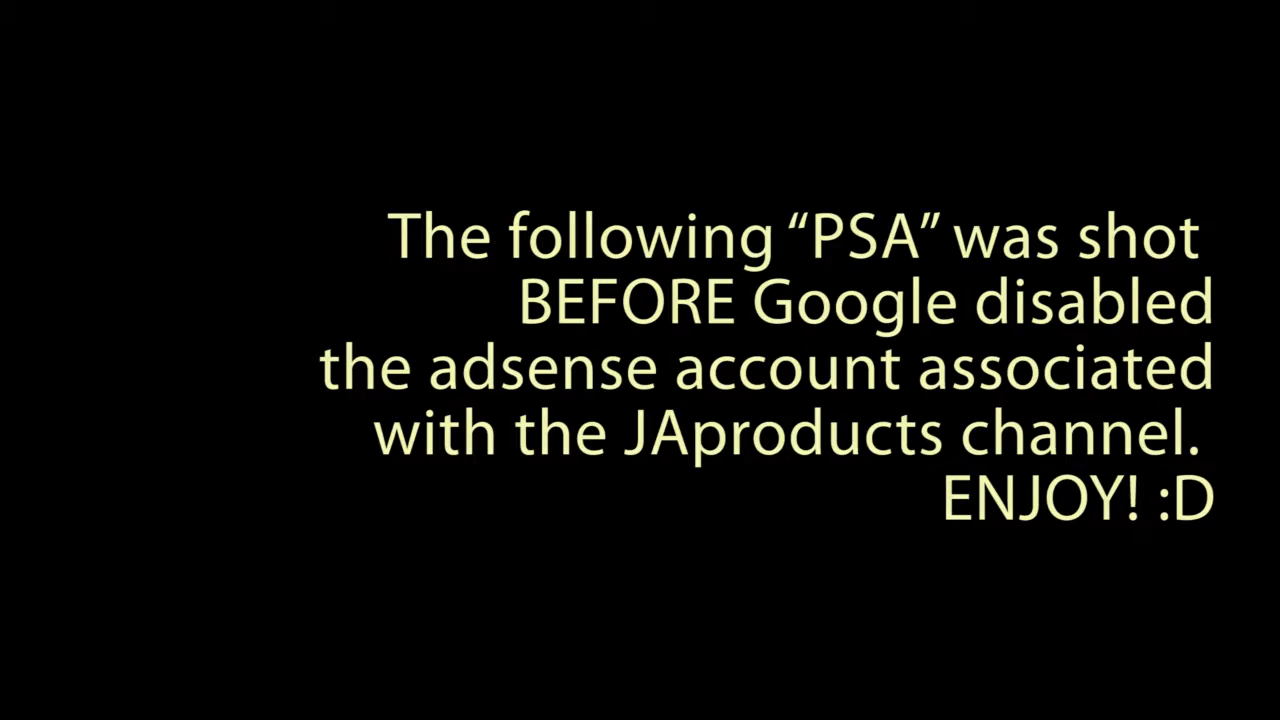 The following “PSA” was shot
BEFORE Google disabled
the adsense account associated
with the JAproducts channel.
ENJOY! :D